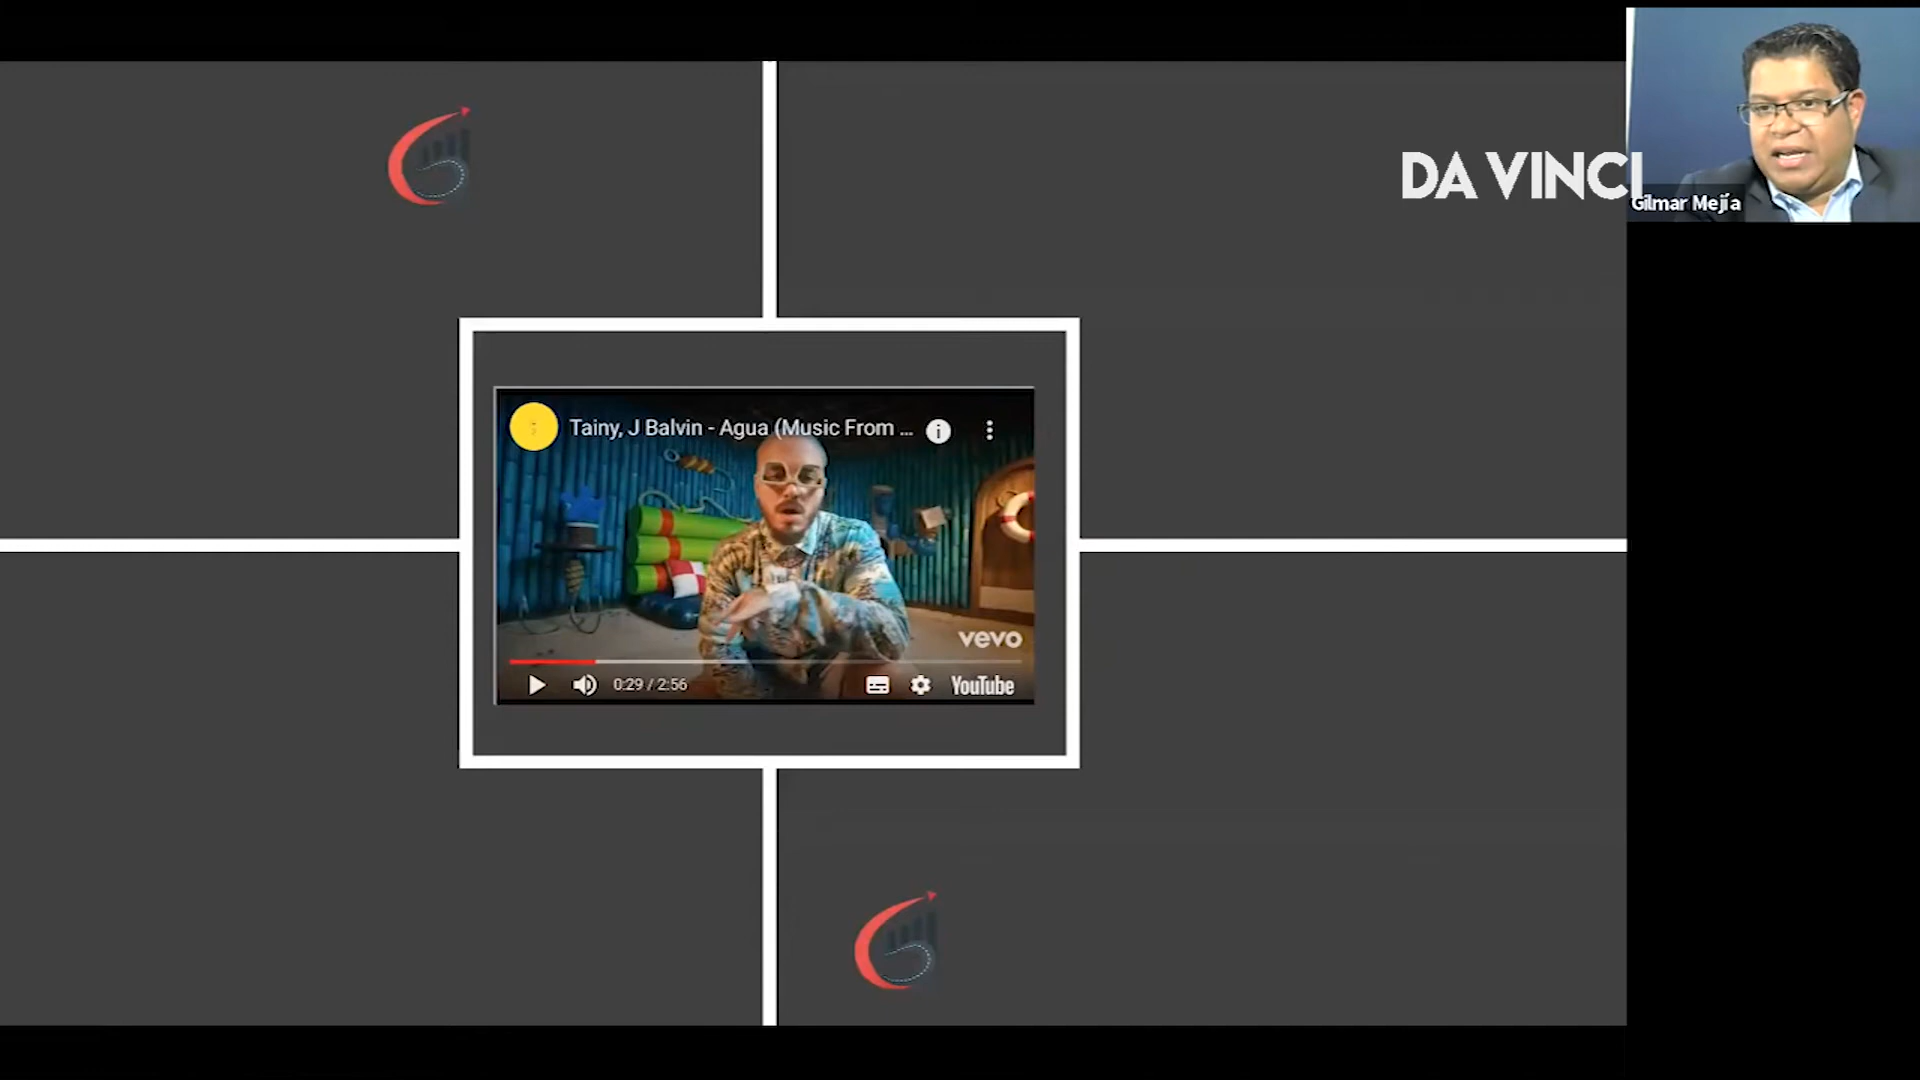 DA VINCI
Gilmar Mejía
Tainy, J Balvin - Agua (Music From ...
vevo
0:29 / 2:56
YouTube